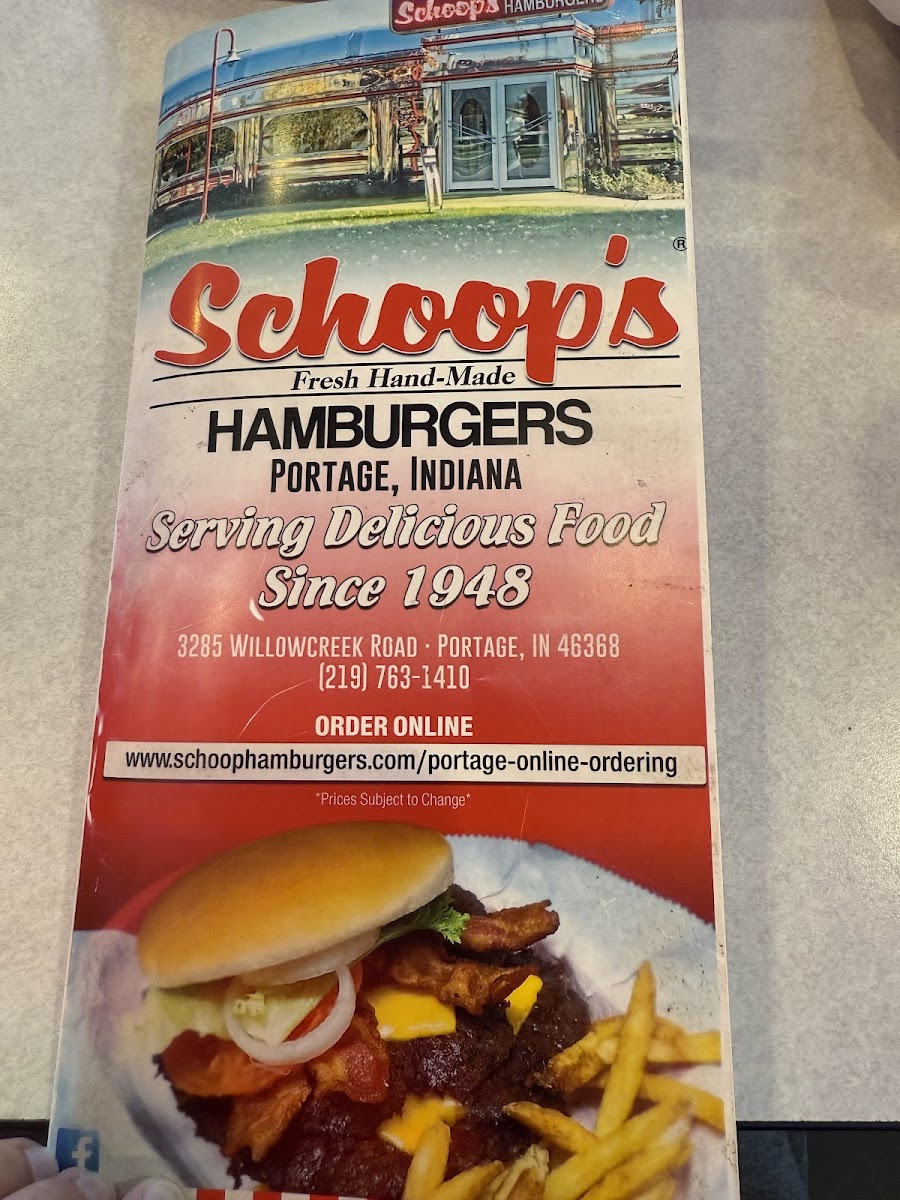 Schoop's HAMBURGERS
Schoop's ®
Fresh Hand-Made
HAMBURGERS
PORTAGE, INDIANA
Serving Delicious Food
Since 1948
3285 WILLOWCREEK ROAD · PORTAGE, IN 46368
(219) 763-1410
ORDER ONLINE
www.schoophamburgers.com/portage-online-ordering
*Prices Subject to Change*
f